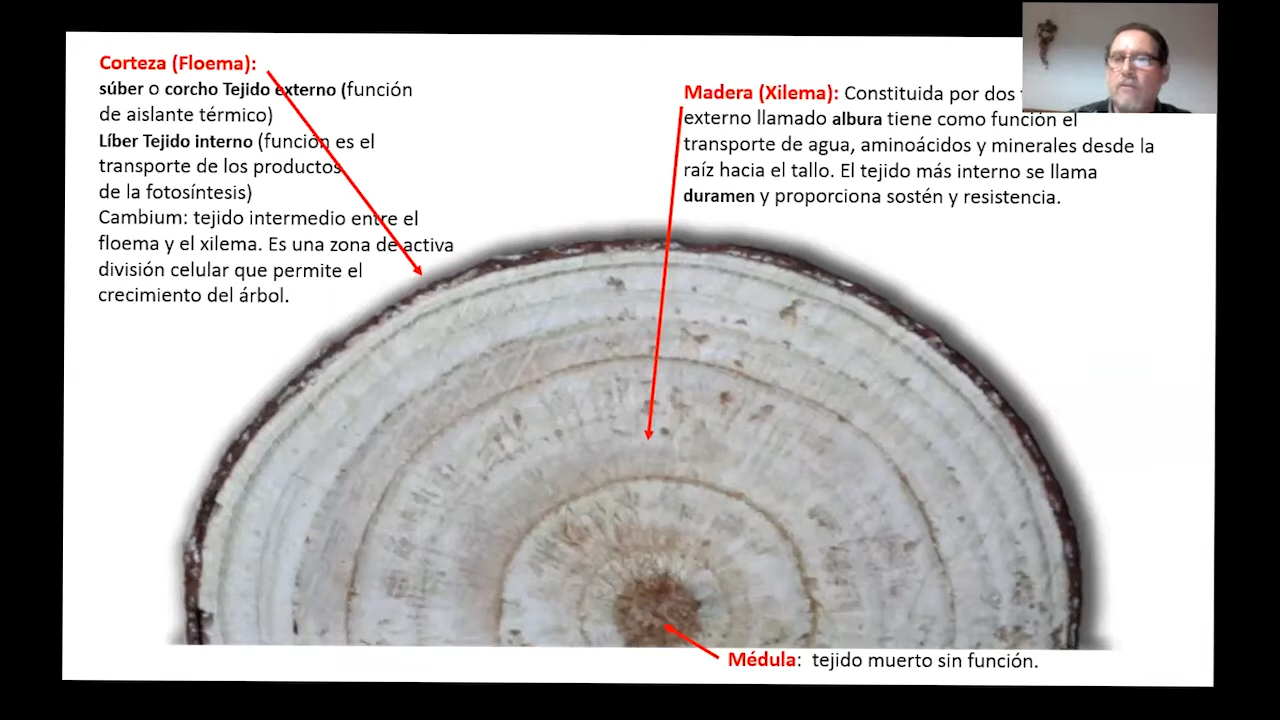 Corteza (Floema):
súber o corcho Tejido externo (función
de aislante térmico)
Líber Tejido interno (función es el
transporte de los productos
de la fotosíntesis)
Cambium: tejido intermedio entre el
floema y el xilema. Es una zona de activa
división celular que permite el
crecimiento del árbol.
Madera (Xilema): Constituida por dos
externo llamado albura tiene como función el
transporte de agua, aminoácidos y minerales desde la
raíz hacia el tallo. El tejido más interno se llama
duramen y proporciona sostén y resistencia.
Médula: tejido muerto sin función.